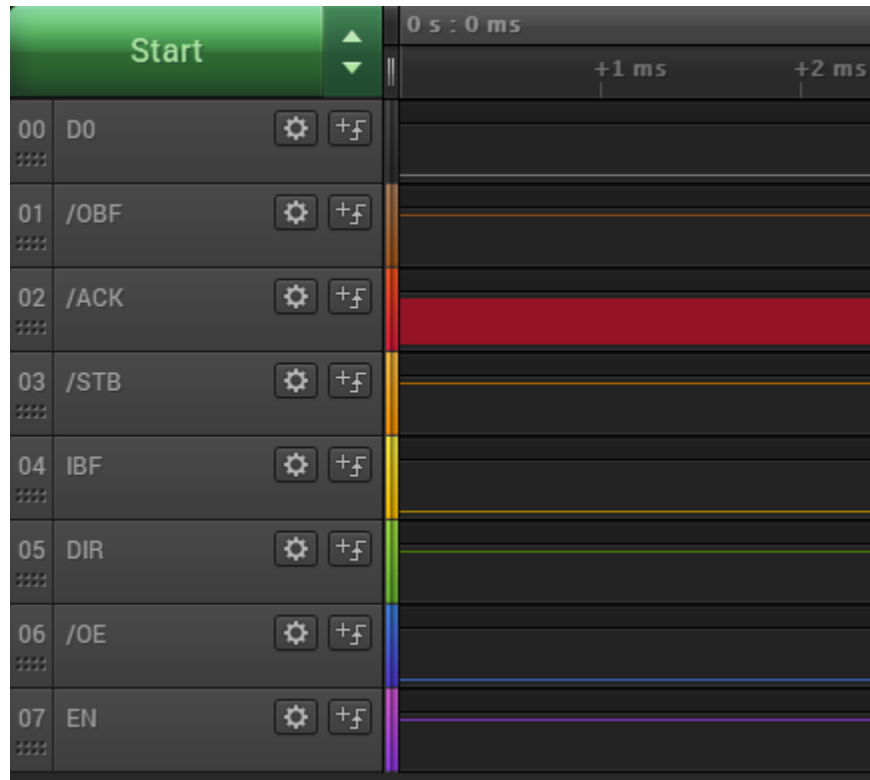 Start
0 s : 0 ms
+1 ms
+2 ms
00 D0
01 /OBF
02 /ACK
03 /STB
04 IBF
05 DIR
06 /OE
07 EN